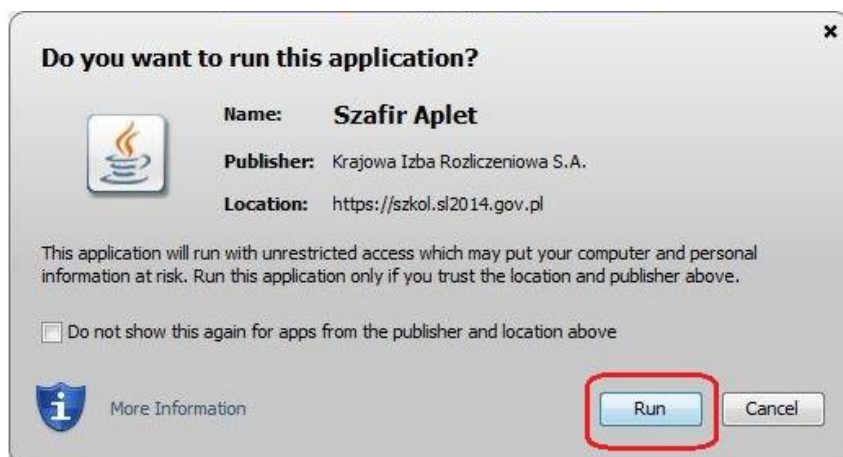 Do you want to run this application?
Name: Szafir Aplet
Publisher: Krajowa Izba Rozliczeniowa S.A.
Location: https://szkol.sl2014.gov.pl
This application will run with unrestricted access which may put your computer and personal
information at risk. Run this application only if you trust the location and publisher above.
Do not show this again for apps from the publisher and location above
More Information
Run
Cancel